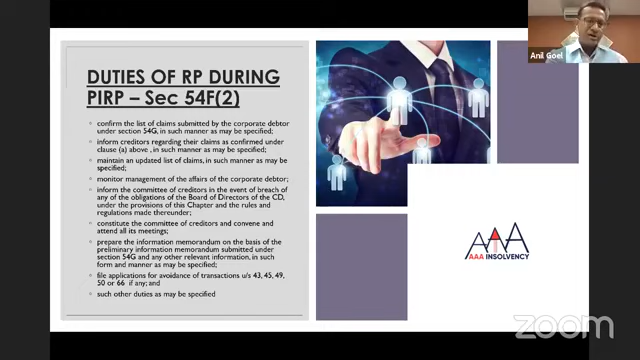 Anil Goel
DUTIES OF RP DURING
PIRP – Sec 54F(2)
confirm the list of claims submitted by the corporate debtor
under section 54G, in such manner as may be specified;
inform creditors regarding their claims as confirmed under
clause (a) above , in such manner as may be specified;
maintain an updated list of claims, in such manner as may be
specified;
monitor management of the affairs of the corporate debtor;
inform the committee of creditors in the event of breach of
any of the obligations of the Board of Directors of the CD,
under the provisions of this Chapter and the rules and
regulations made thereunder;
constitute the committee of creditors and convene and
attend all its meetings;
prepare the information memorandum on the basis of the
preliminary information memorandum submitted under
section 54G and any other relevant information, in such
form and manner as may be specified;
file applications for avoidance of transactions u/s 43, 45, 49,
50 or 66 if any; and
such other duties as may be specified
AAA
AAA INSOLVENCY
zoom